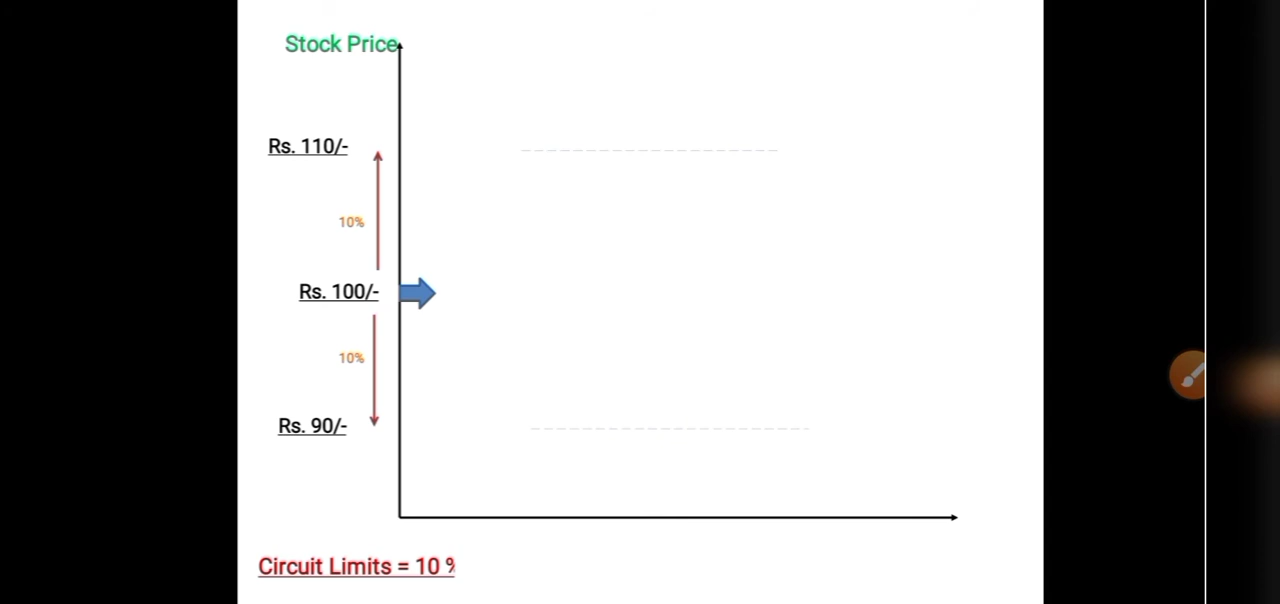 Stock Price
Rs. 110/-
10%
Rs. 100/-
10%
Rs. 90/-
Circuit Limits = 10 %